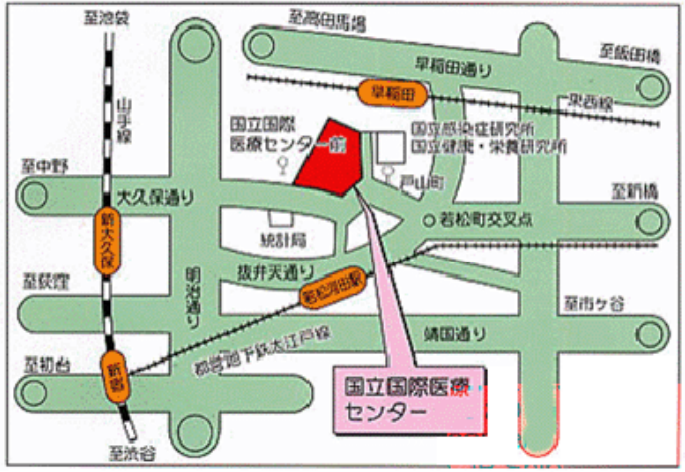 至池袋
至高田馬場
至飯田橋
早稲田通り
山手線
早稲田
東西線
国立国際
医療センター前
国立感染症研究所
国立健康・栄養研究所
至中野
戸山町
至新橋
大久保通り
若松町交叉点
新大久保
統計局
抜弁天通り
明治通り
至荻窪
若松河田駅
至市ヶ谷
靖国通り
都営地下鉄大江戸線
至初台
新宿
国立国際医療
センター
至渋谷